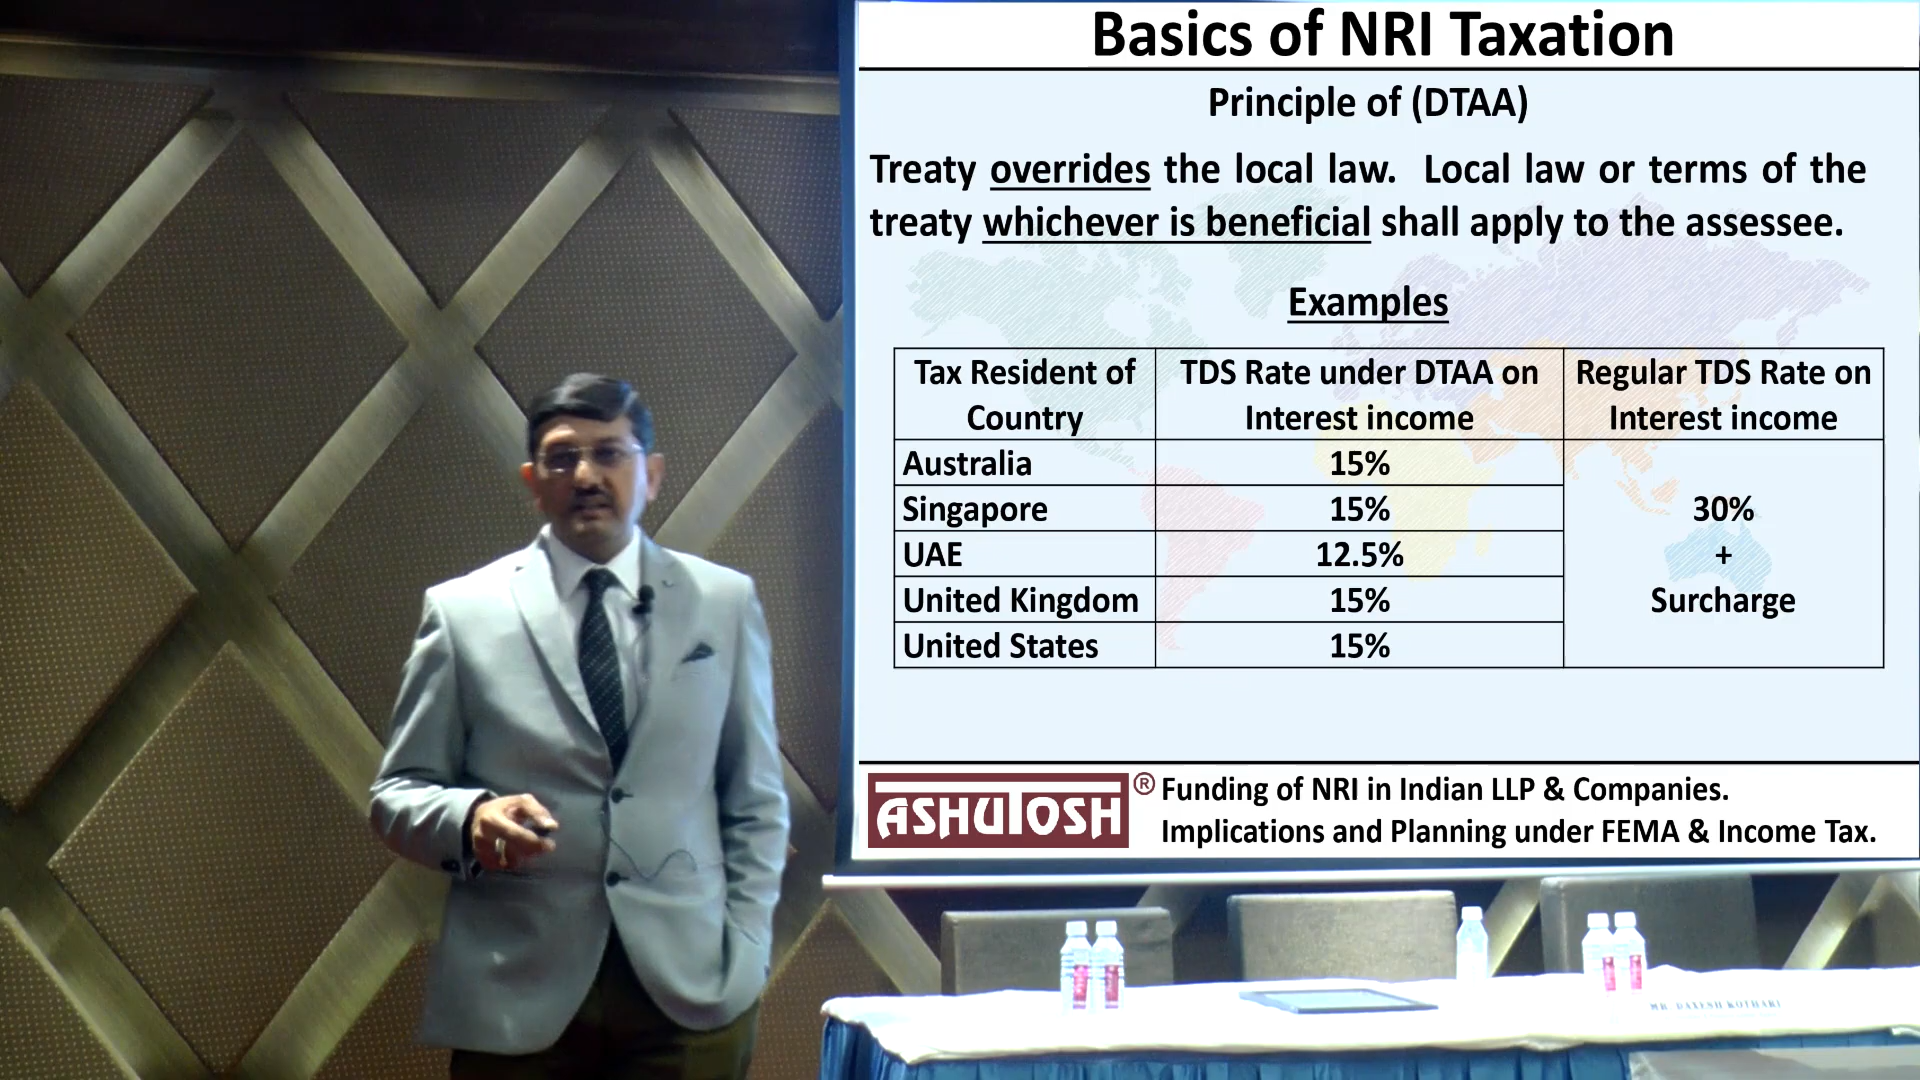 Basics of NRI Taxation
Principle of (DTAA)
Treaty overrides the local law. Local law or terms of the
treaty whichever is beneficial shall apply to the assessee.
Examples
Tax Resident of Country
TDS Rate under DTAA on Interest income
Regular TDS Rate on Interest income
Australia 15%
Singapore 15%
UAE 12.5%
United Kingdom 15%
United States 15%
30%
+
Surcharge
ASHUTOSH ®
Funding of NRI in Indian LLP & Companies.
Implications and Planning under FEMA & Income Tax.
MR. DAXESH KOTHARI